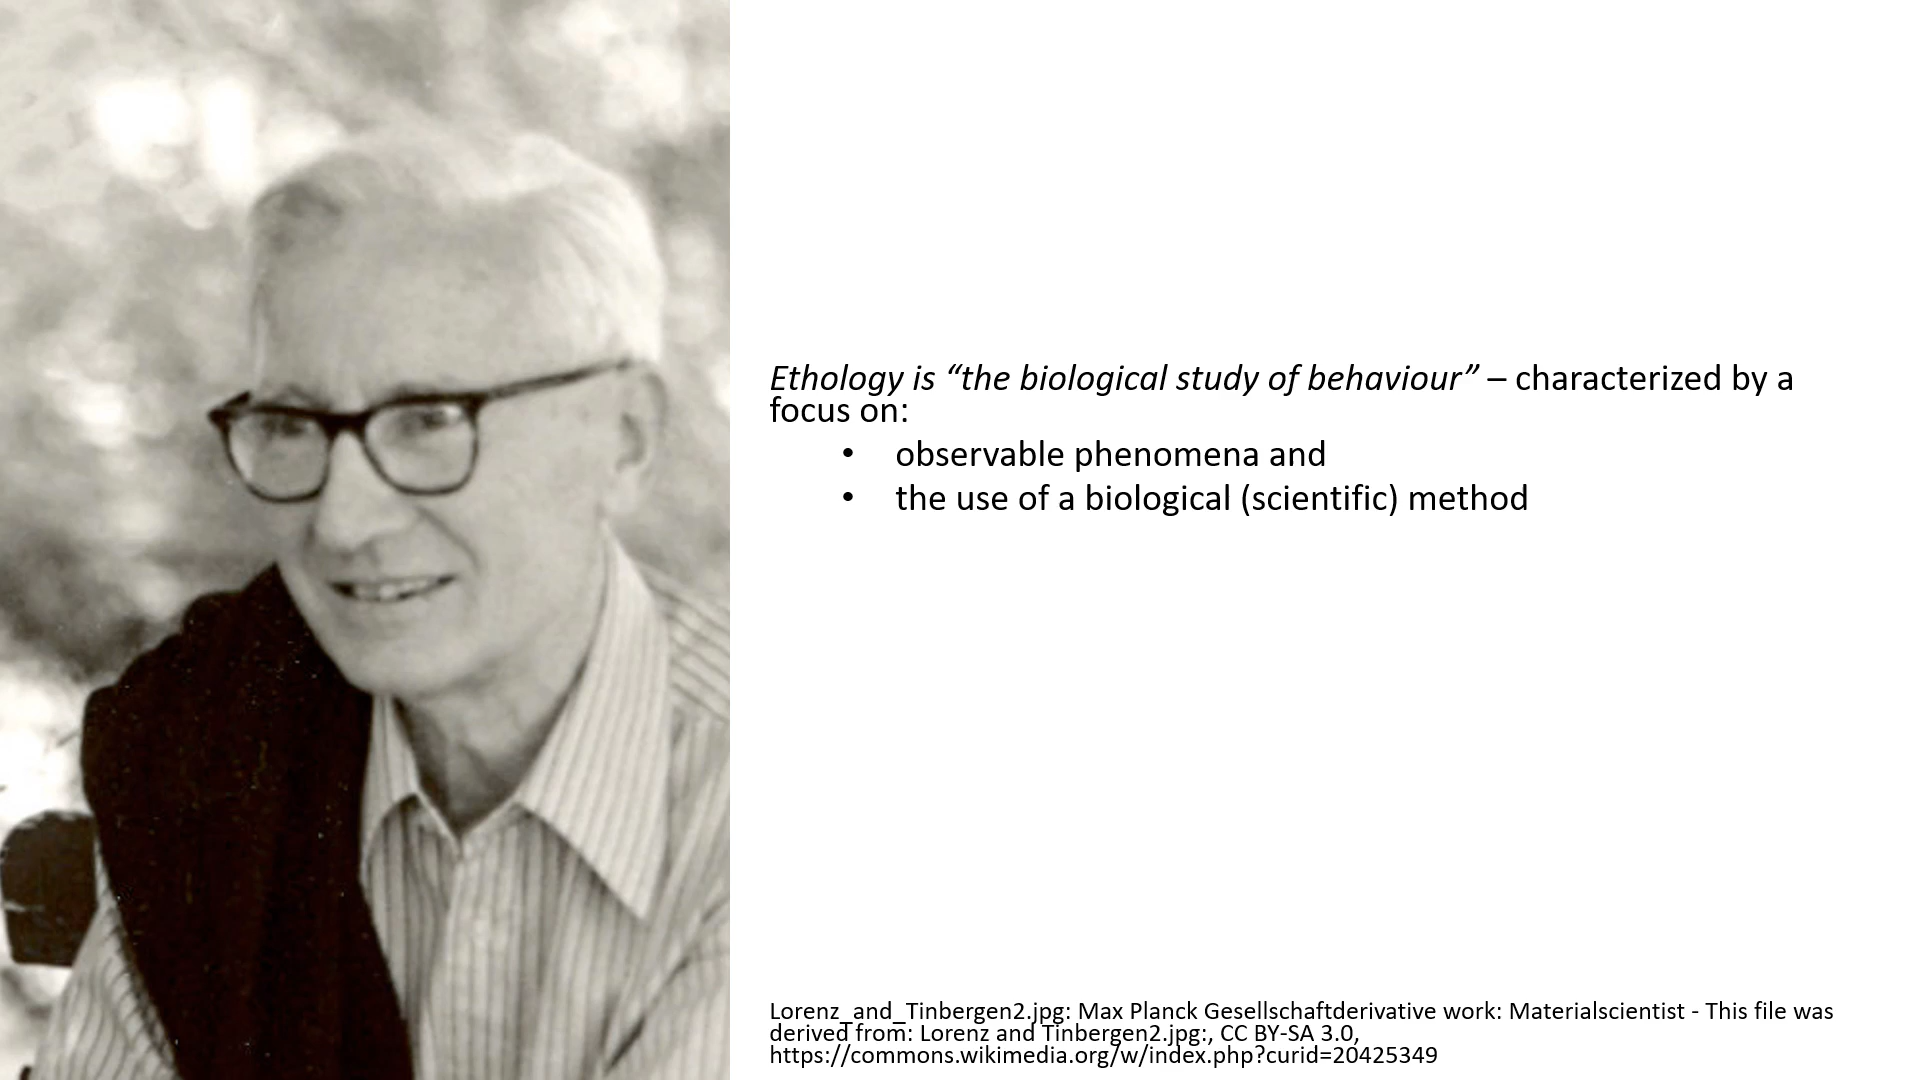 Ethology is “the biological study of behaviour” – characterized by a
focus on:
• observable phenomena and
• the use of a biological (scientific) method
Lorenz_and_Tinbergen2.jpg: Max Planck Gesellschaftderivative work: Materialscientist - This file was
derived from: Lorenz and Tinbergen2.jpg:, CC BY-SA 3.0,
https://commons.wikimedia.org/w/index.php?curid=20425349